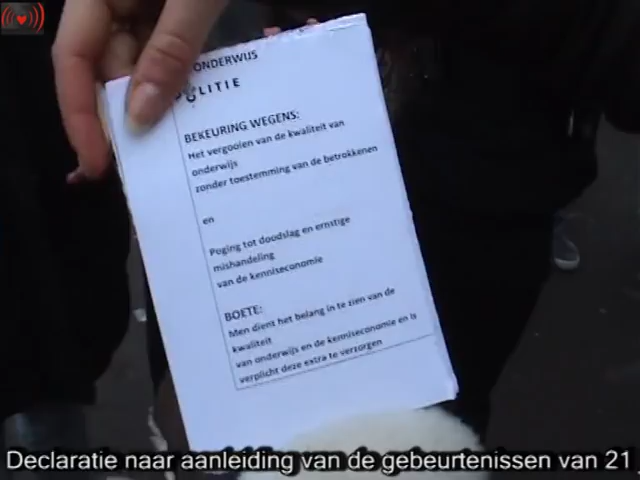 ONDERWIJS
POLITIE
BEKEURING WEGENS:
Het vergooien van de kwaliteit van
onderwijs
zonder toestemming van de betrokkenen
en
Poging tot doodslag en ernstige
mishandeling
van de kenniseconomie
BOETE:
Men dient het belang in te zien van de
kwaliteit
van onderwijs en de kenniseconomie en is
verplicht deze extra te verzorgen
Declaratie naar aanleiding van de gebeurtenissen van 21